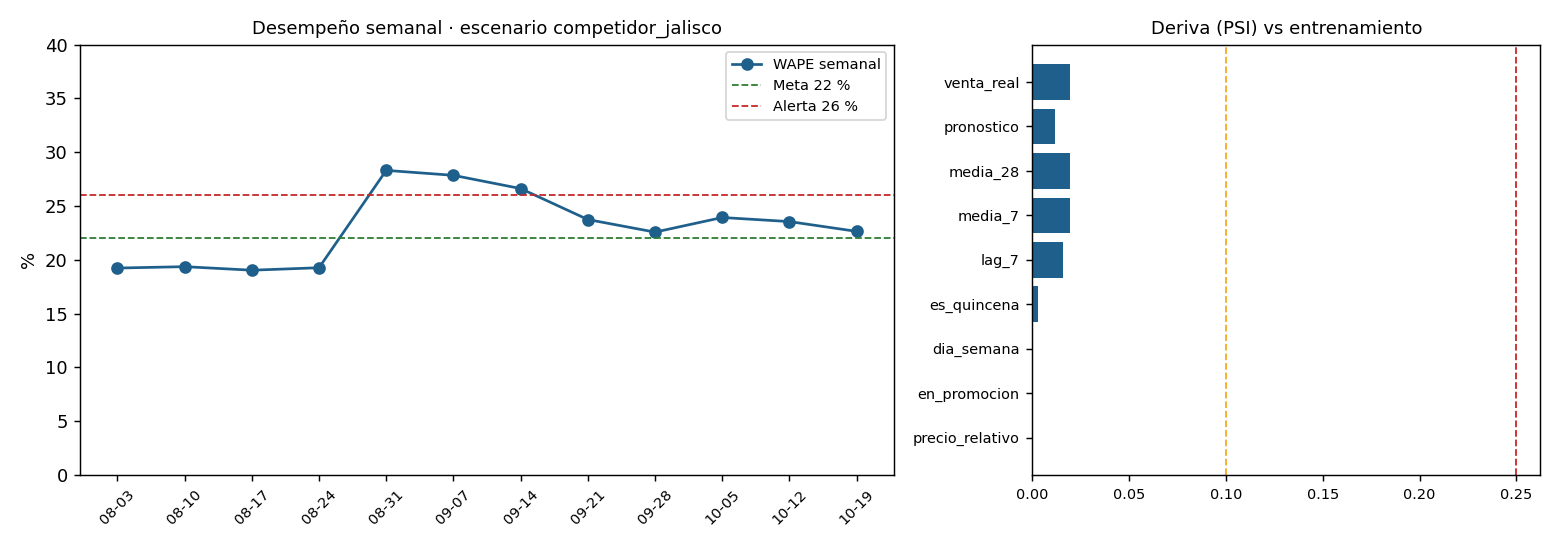 Desempeño semanal · escenario competidor_jalisco
WAPE semanal
Meta 22 %
Alerta 26 %
%
40
35
30
25
20
15
10
5
0
08-03
08-10
08-17
08-24
08-31
09-07
09-14
09-21
09-28
10-05
10-12
10-19
Deriva (PSI) vs entrenamiento
venta_real
pronostico
media_28
media_7
lag_7
es_quincena
dia_semana
en_promocion
precio_relativo
0.00
0.05
0.10
0.15
0.20
0.25